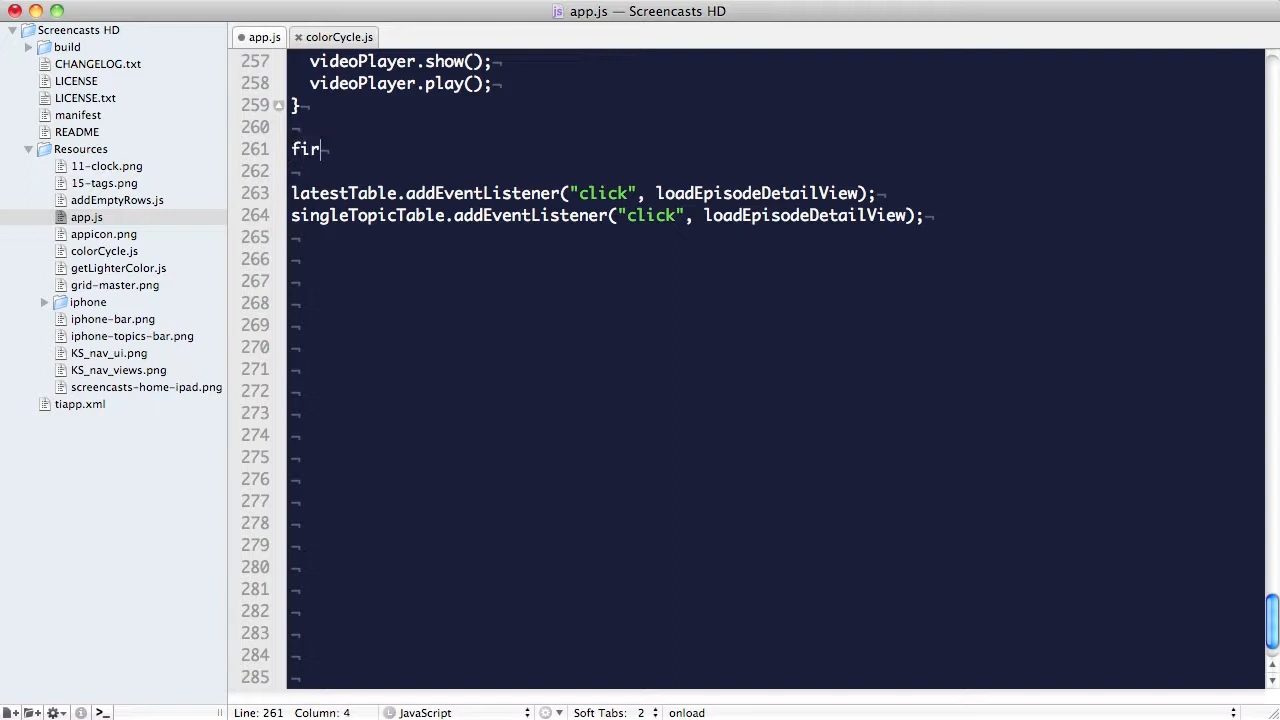 app.js — Screencasts HD
Screencasts HD
build
CHANGELOG.txt
LICENSE
LICENSE.txt
manifest
README
Resources
11-clock.png
15-tags.png
addEmptyRows.js
app.js
appicon.png
colorCycle.js
getLighterColor.js
grid-master.png
iphone
iphone-bar.png
iphone-topics-bar.png
KS_nav_ui.png
KS_nav_views.png
screencasts-home-ipad.png
tiapp.xml
app.js colorCycle.js
257 videoPlayer.show();¬
258 videoPlayer.play();¬
259 }¬
260 ¬
261 fir¬
262 ¬
263 latestTable.addEventListener("click", loadEpisodeDetailView);¬
264 singleTopicTable.addEventListener("click", loadEpisodeDetailView);¬
265 ¬
266 ¬
267 ¬
268 ¬
269 ¬
270 ¬
271 ¬
272 ¬
273 ¬
274 ¬
275 ¬
276 ¬
277 ¬
278 ¬
279 ¬
280 ¬
281 ¬
282 ¬
283 ¬
284 ¬
285 ¬
Line: 261 Column: 4 JavaScript Soft Tabs: 2 onload